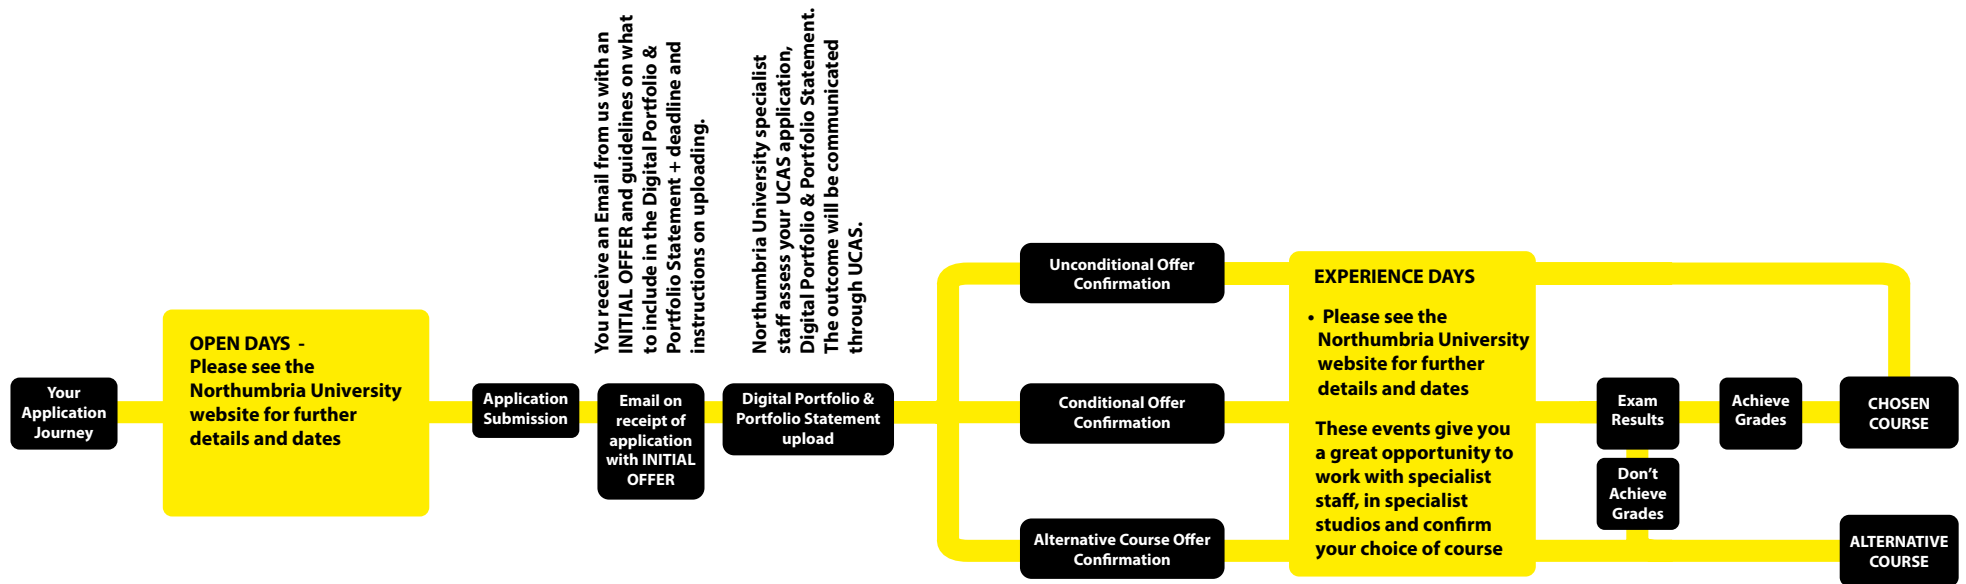 Your
Application
Journey
OPEN DAYS -
Please see the
Northumbria University
website for further
details and dates
Application
Submission
You receive an Email from us with an
INITIAL OFFER and guidelines on what
to include in the Digital Portfolio &
Portfolio Statement + deadline and
instructions on uploading.
Email on
receipt of
application
with INITIAL
OFFER
Northumbria University specialist
staff assess your UCAS application,
Digital Portfolio & Portfolio Statement.
The outcome will be communicated
through UCAS.
Digital Portfolio &
Portfolio Statement
upload
Unconditional Offer
Confirmation
Conditional Offer
Confirmation
Alternative Course Offer
Confirmation
EXPERIENCE DAYS
• Please see the
Northumbria University
website for further
details and dates
These events give you
a great opportunity to
work with specialist
staff, in specialist
studios and confirm
your choice of course
Exam
Results
Achieve
Grades
CHOSEN
COURSE
Don't
Achieve
Grades
ALTERNATIVE
COURSE